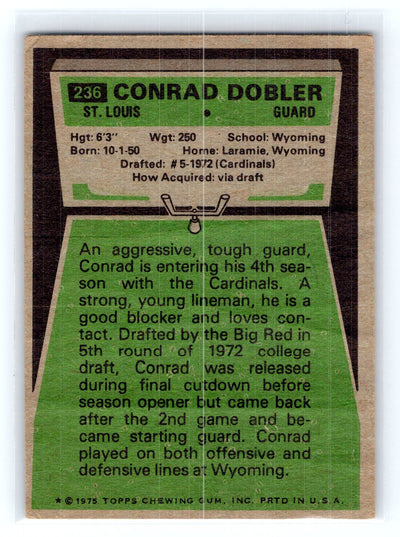 236 CONRAD DOBLER
ST. LOUIS • GUARD
Hgt: 6'3" Wgt: 250 School: Wyoming
Born: 10-1-50 Home: Laramie, Wyoming
Drafted: #5-1972 (Cardinals)
How Acquired: via draft
An aggressive, tough guard,
Conrad is entering his 4th sea-
son with the Cardinals. A
strong, young lineman, he is a
good blocker and loves con-
tact. Drafted by the Big Red in
5th round of 1972 college
draft, Conrad was released
during final cutdown before
season opener but came back
after the 2nd game and be-
came starting guard. Conrad
played on both offensive and
defensive lines at Wyoming.
★ © 1975 TOPPS CHEWING GUM, INC. PRTD IN U.S.A.